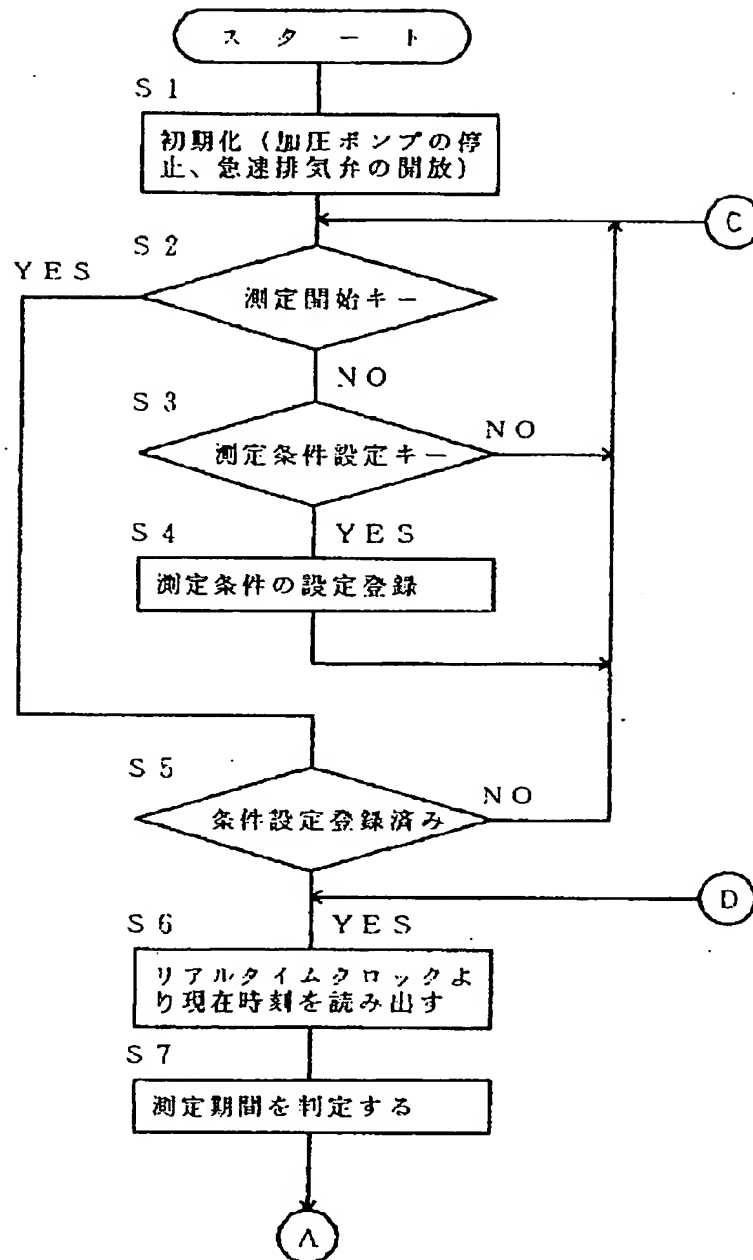 スタート
S1
初期化（加圧ポンプの停
止、急速排気弁の開放）
C
S2
YES
測定開始キー
NO
S3
NO
測定条件設定キー
S4
YES
測定条件の設定登録
S5
NO
条件設定登録済み
D
S6
YES
リアルタイムクロックよ
り現在時刻を読み出す
S7
測定期間を判定する
A